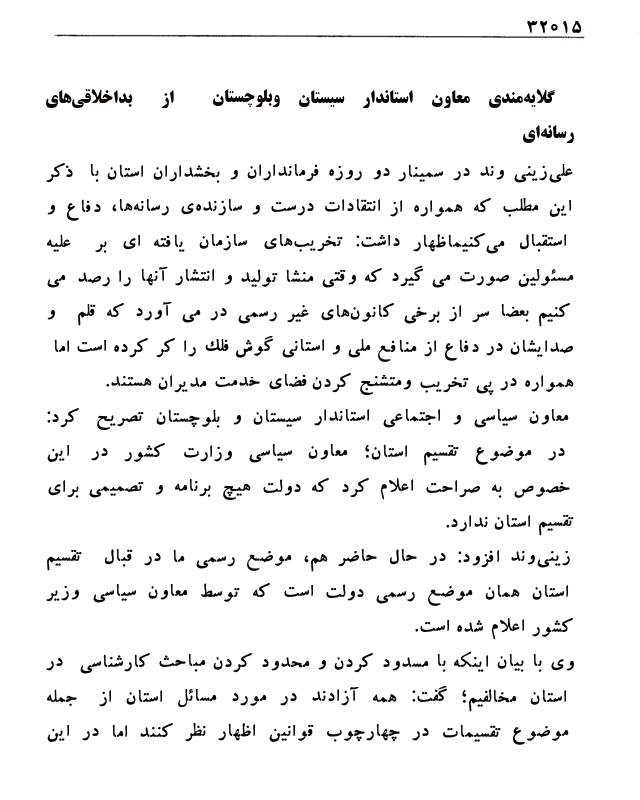 ۳۲۰۱۵
گلایه‌مندی معاون استاندار سیستان وبلوچستان از بداخلاقی‌های
رسانه‌ای
علی‌زینی وند در سمینار دو روزه فرمانداران و بخشداران استان با ذکر
این مطلب که همواره از انتقادات درست و سازنده‌ی رسانه‌ها، دفاع و
استقبال می‌کنیم‌اظهار داشت: تخریب‌های سازمان یافته ای بر علیه
مسئولین صورت می گیرد که وقتی منشا تولید و انتشار آنها را رصد می
کنیم بعضا سر از برخی کانون‌های غیر رسمی در می آورد که قلم و
صدایشان در دفاع از منافع ملی و استانی گوش فلك را کر کرده است اما
همواره در پی تخریب ومتشنج کردن فضای خدمت مدیران هستند.
معاون سیاسی و اجتماعی استاندار سیستان و بلوچستان تصریح کرد:
در موضوع تقسیم استان؛ معاون سیاسی وزارت کشور در این
خصوص به صراحت اعلام کرد که دولت هیچ برنامه و تصمیمی برای
تقسیم استان ندارد.
زینی‌وند افزود: در حال حاضر هم، موضع رسمی ما در قبال تقسیم
استان همان موضع رسمی دولت است که توسط معاون سیاسی وزیر
کشور اعلام شده است.
وی با بیان اینکه با مسدود کردن و محدود کردن مباحث کارشناسی در
استان مخالفیم؛ گفت: همه آزادند در مورد مسائل استان از جمله
موضوع تقسیمات در چهارچوب قوانین اظهار نظر کنند اما در این